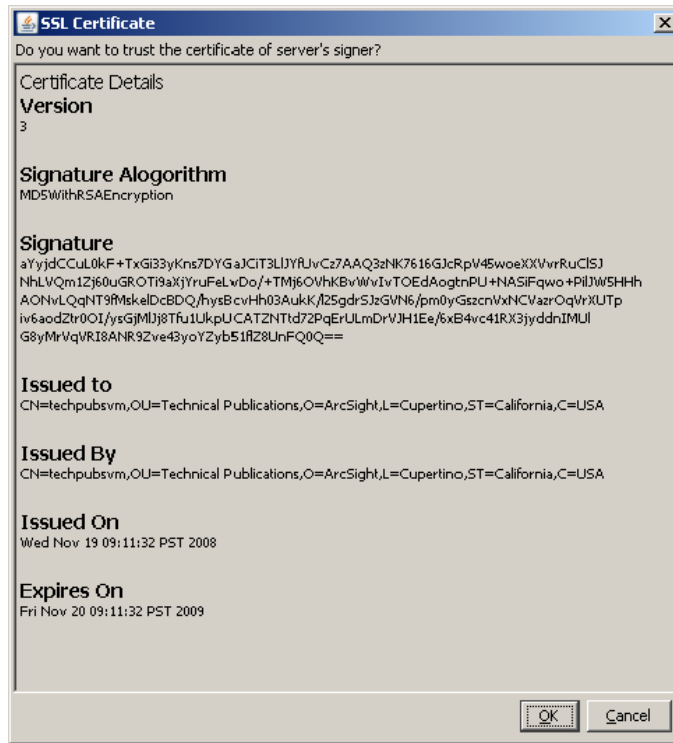 SSL Certificate
Do you want to trust the certificate of server's signer?
Certificate Details
Version
3
Signature Alogorithm
MD5WithRSAEncryption
Signature
aYyjdCCuL0kF+TxGi33yKns7DYGaJCiT3LlJYfUvCz7AAQ3zNK7616GJcRpV45woeXXVvrRuClSJ
NhLVQm1Zj60uGROTi9aXjYruFeLwDo/+TMj6OVhKBvWvIvTOEdAogtnPU+NASiFqwo+PilJW5HHh
AONvLQqNT9fMskelDcBDQ/hysBcvHh03AukK/l25gdrSJzGVN6/pm0yGszcnVxNCVazrOqVrXUTp
iv6aodZtr0OI/ysGjMlJj8Tfu1UkpUCATZNTtd72PqErULmDrVJH1Ee/6xB4vc41RX3jyddnIMUl
G8yMrVqVRI8ANR9Zve43yoYZyb51flZ8UnFQ0Q==
Issued to
CN=techpubsvm,OU=Technical Publications,O=ArcSight,L=Cupertino,ST=California,C=USA
Issued By
CN=techpubsvm,OU=Technical Publications,O=ArcSight,L=Cupertino,ST=California,C=USA
Issued On
Wed Nov 19 09:11:32 PST 2008
Expires On
Fri Nov 20 09:11:32 PST 2009
OK Cancel